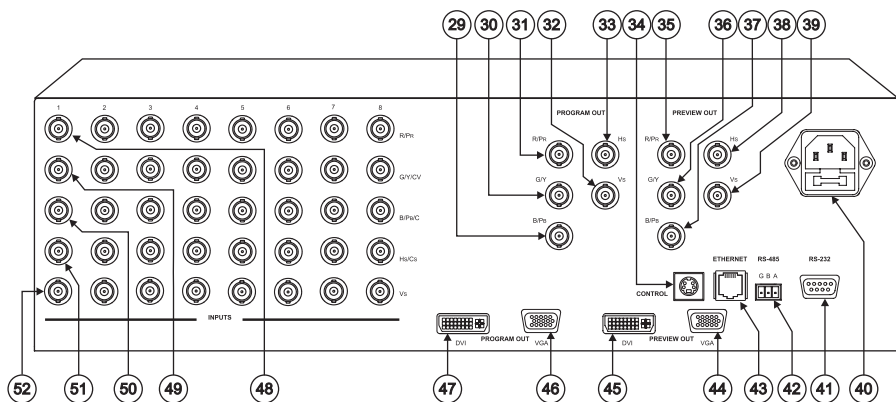 29 30 31 32 33 34 35 36 37 38 39
1 2 3 4 5 6 7 8
PROGRAM OUT PREVIEW OUT
R/PR
R/PR HS R/PR HS
G/Y/CV
G/Y VS G/Y VS
B/PB/C
B/PB B/PB
HS/CS
ETHERNET RS-485 RS-232
G B A
CONTROL
VS
INPUTS
PROGRAM OUT PREVIEW OUT
DVI VGA DVI VGA
52 51 50 49 48 47 46 45 44 43 42 41 40